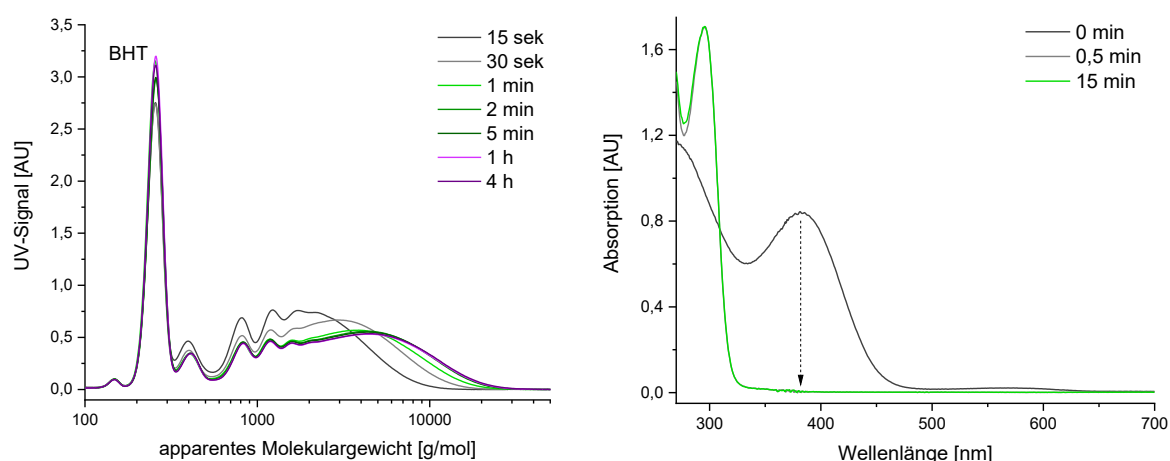 3,5
3,0
2,5
2,0
1,5
1,0
0,5
0,0
UV-Signal [AU]
BHT
15 sek
30 sek
1 min
2 min
5 min
1 h
4 h
100
1000
10000
apparentes Molekulargewicht [g/mol]
1,6
1,2
0,8
0,4
0,0
Absorption [AU]
0 min
0,5 min
15 min
300
400
500
600
700
Wellenlänge [nm]